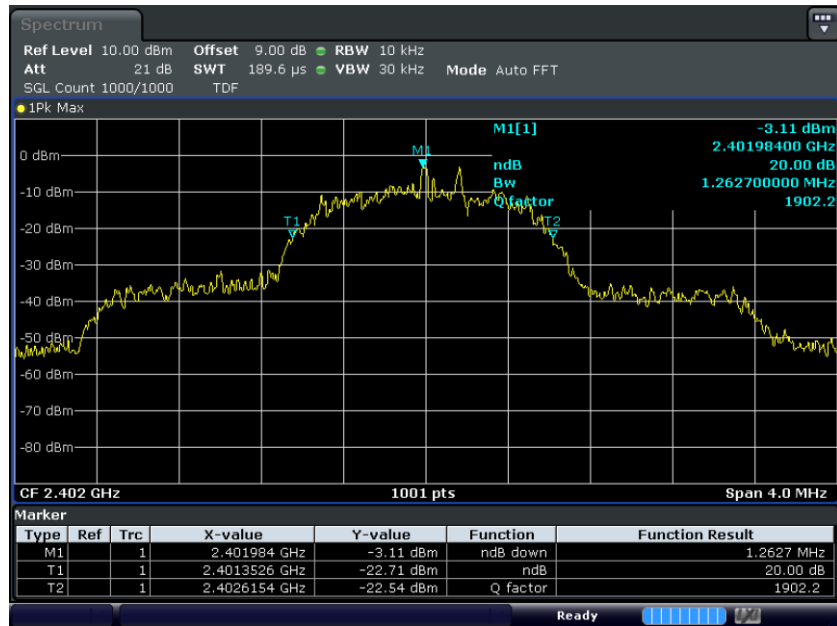 Spectrum
Ref Level 10.00 dBm Offset 9.00 dB RBW 10 kHz
Att 21 dB SWT 189.6 µs VBW 30 kHz Mode Auto FFT
SGL Count 1000/1000 TDF
1Pk Max
M1[1] -3.11 dBm
2.40198400 GHz
ndB 20.00 dB
Bw 1.262700000 MHz
Q factor 1902.2
M1
T1
T2
0 dBm
-10 dBm
-20 dBm
-30 dBm
-40 dBm
-50 dBm
-60 dBm
-70 dBm
-80 dBm
CF 2.402 GHz 1001 pts Span 4.0 MHz
Marker
Type Ref Trc X-value Y-value Function Function Result
M1 1 2.401984 GHz -3.11 dBm ndB down 1.2627 MHz
T1 1 2.4013526 GHz -22.71 dBm ndB 20.00 dB
T2 1 2.4026154 GHz -22.54 dBm Q factor 1902.2
Ready